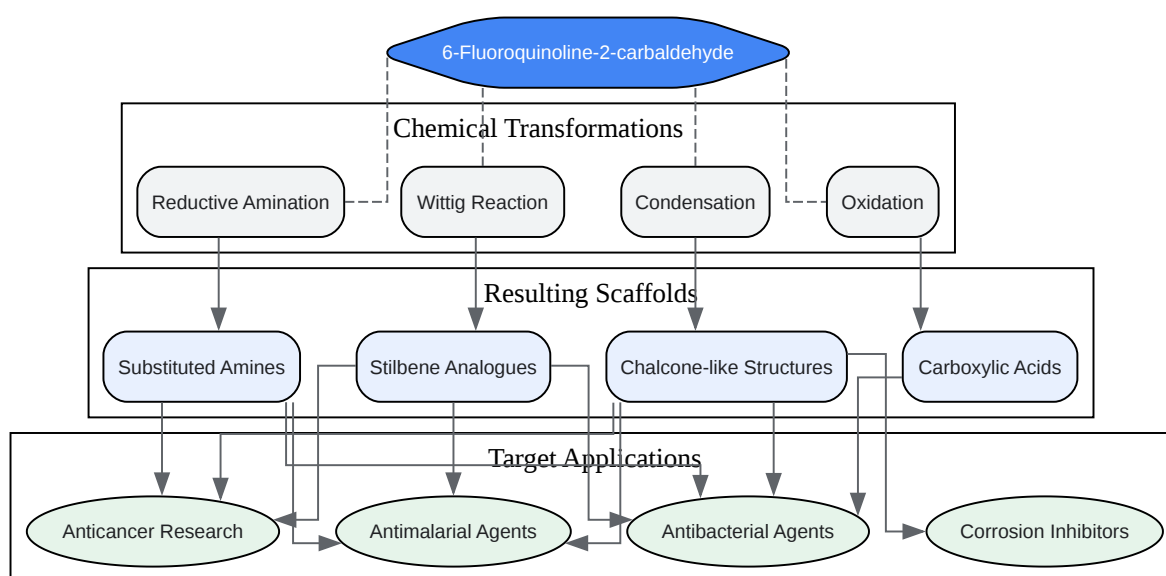 6-Fluoroquinoline-2-carbaldehyde
Chemical Transformations
Reductive Amination
Wittig Reaction
Condensation
Oxidation
Resulting Scaffolds
Substituted Amines
Stilbene Analogues
Chalcone-like Structures
Carboxylic Acids
Target Applications
Anticancer Research
Antimalarial Agents
Antibacterial Agents
Corrosion Inhibitors